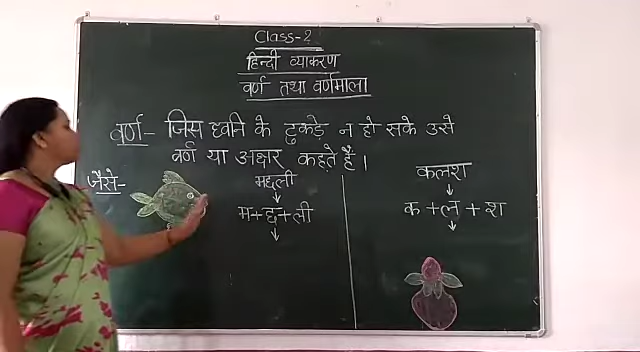 Class-2
हिन्दी व्याकरण
वर्ण तथा वर्णमाला
वर्ण- जिस ध्वनि के टुकड़े न हो सके उसे
वर्ण या अक्षर कहते हैं।
जैसे-
मछली
↓
म+छ+ली
↓
कलश
↓
क+ल+श
↓